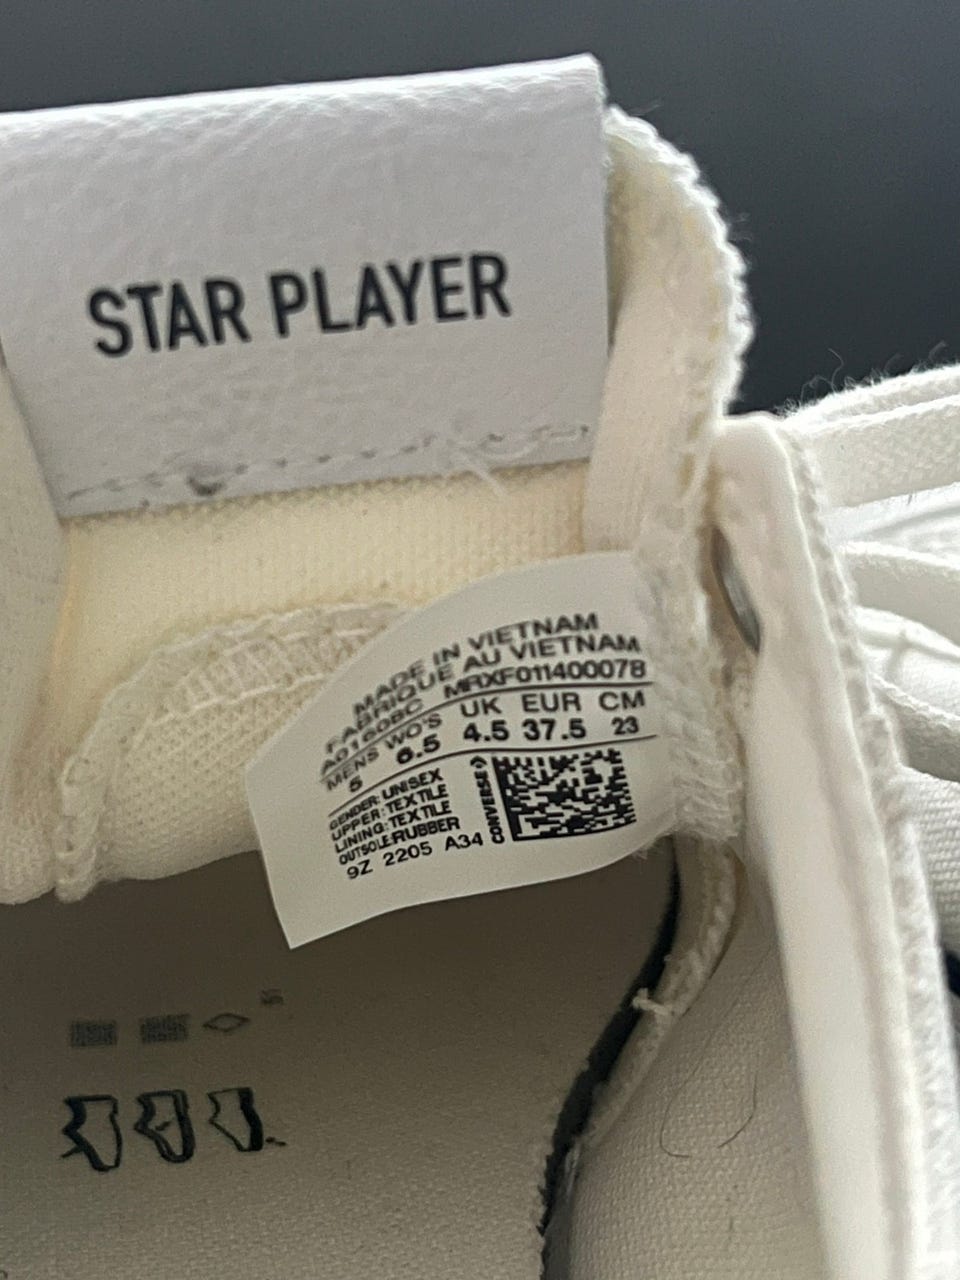 STAR PLAYER
MADE IN VIETNAM
FABRIQUE AU VIETNAM
A01608C MRXF011400078
MENS WO'S UK EUR CM
5 6.5 4.5 37.5 23
GENDER: UNISEX
UPPER: TEXTILE
LINING: TEXTILE
OUTSOLE:RUBBER
9Z 2205 A34
CONVERSE